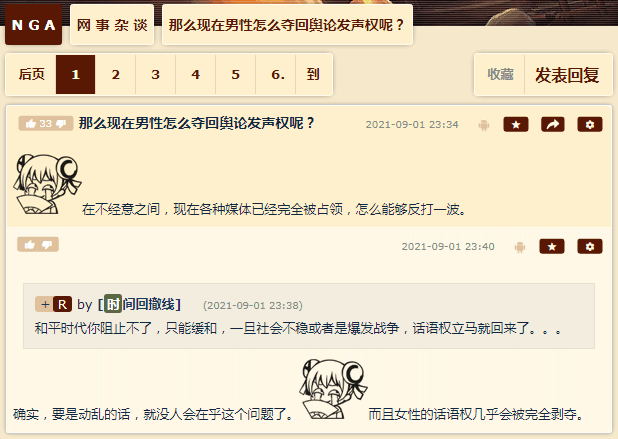 NGA 网事杂谈 那么现在男性怎么夺回舆论发声权呢？
后页 1 2 3 4 5 6. 到 收藏 发表回复
33 那么现在男性怎么夺回舆论发声权呢？ 2021-09-01 23:34
在不经意之间，现在各种媒体已经完全被占领，怎么能够反打一波。
2021-09-01 23:40
+ R by [时间回撤线] (2021-09-01 23:38)
和平时代你阻止不了，只能缓和，一旦社会不稳或者是爆发战争，话语权立马就回来了。。。
确实，要是动乱的话，就没人会在乎这个问题了。 而且女性的话语权几乎会被完全剥夺。